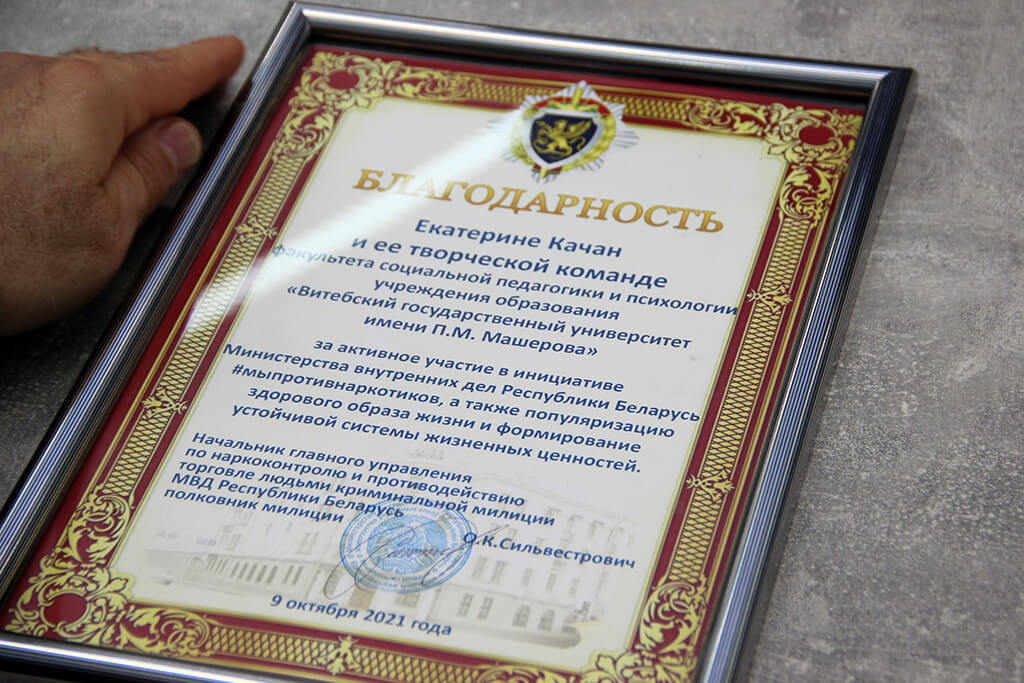 БЛАГОДАРНОСТЬ
Екатерине Качан
и ее творческой команде
факультета социальной педагогики и психологии
учреждения образования
«Витебский государственный университет
имени П.М. Машерова»
за активное участие в инициативе
Министерства внутренних дел Республики Беларусь
#мыпротивнаркотиков, а также популяризацию
здорового образа жизни и формирование
устойчивой системы жизненных ценностей.
Начальник главного управления
по наркоконтролю и противодействию
торговле людьми криминальной милиции
МВД Республики Беларусь
полковник милиции
О.К.Сильвестрович
9 октября 2021 года